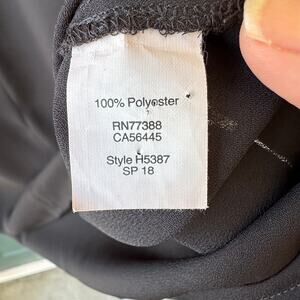 100% Polyester
RN77388
CA56445
Style H5387
SP 18